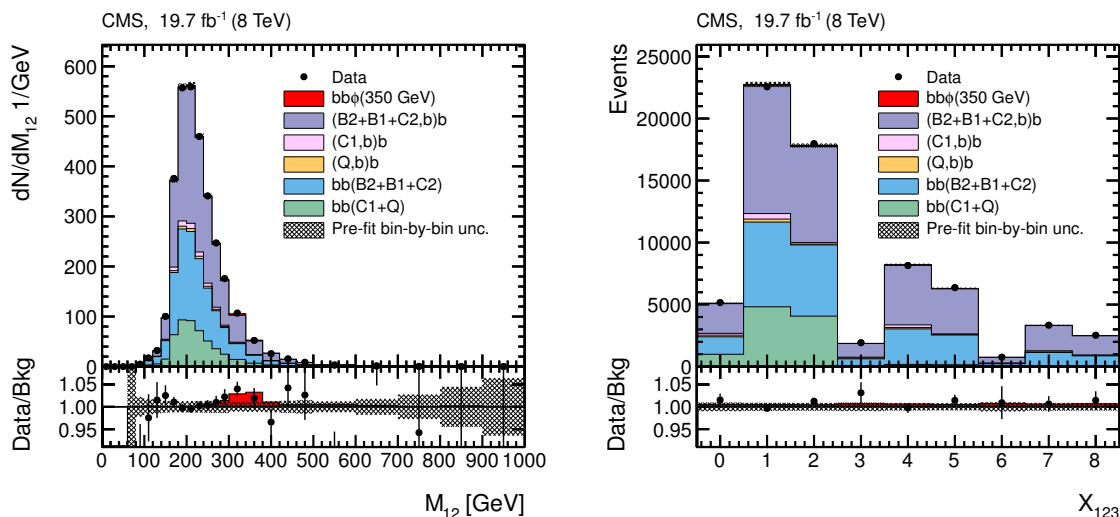 CMS, 19.7 fb⁻¹ (8 TeV)
dN/dM₁₂ 1/GeV
600
500
400
300
200
100
0
Data
bbϕ(350 GeV)
(B2+B1+C2,b)b
(C1,b)b
(Q,b)b
bb(B2+B1+C2)
bb(C1+Q)
Pre-fit bin-by-bin unc.
Data/Bkg
1.05
1.00
0.95
0 100 200 300 400 500 600 700 800 900 1000
M₁₂ [GeV]
CMS, 19.7 fb⁻¹ (8 TeV)
Events
25000
20000
15000
10000
5000
0
Data
bbϕ(350 GeV)
(B2+B1+C2,b)b
(C1,b)b
(Q,b)b
bb(B2+B1+C2)
bb(C1+Q)
Pre-fit bin-by-bin unc.
Data/Bkg
1.05
1.00
0.95
0 1 2 3 4 5 6 7 8
X₁₂₃